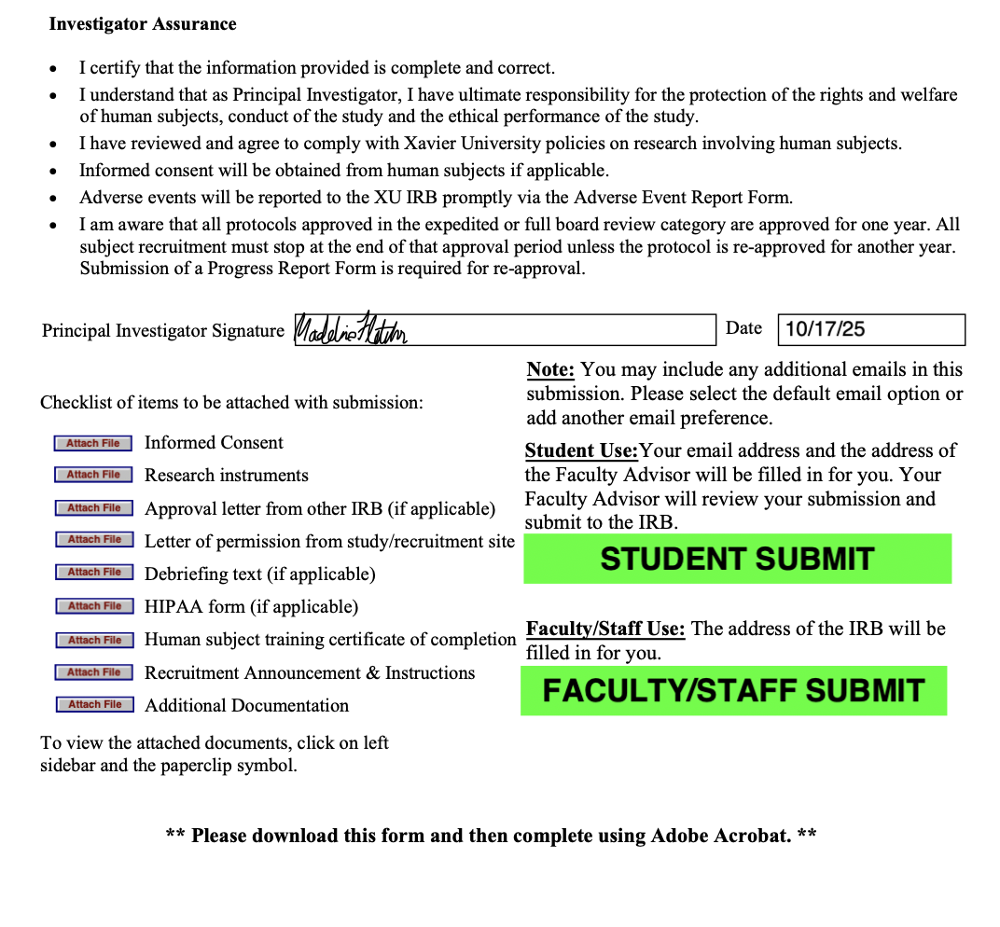 Investigator Assurance
• I certify that the information provided is complete and correct.
• I understand that as Principal Investigator, I have ultimate responsibility for the protection of the rights and welfare
of human subjects, conduct of the study and the ethical performance of the study.
• I have reviewed and agree to comply with Xavier University policies on research involving human subjects.
• Informed consent will be obtained from human subjects if applicable.
• Adverse events will be reported to the XU IRB promptly via the Adverse Event Report Form.
• I am aware that all protocols approved in the expedited or full board review category are approved for one year. All
subject recruitment must stop at the end of that approval period unless the protocol is re-approved for another year.
Submission of a Progress Report Form is required for re-approval.
Principal Investigator Signature Date 10/17/25
Checklist of items to be attached with submission:
Attach File Informed Consent
Attach File Research instruments
Attach File Approval letter from other IRB (if applicable)
Attach File Letter of permission from study/recruitment site
Attach File Debriefing text (if applicable)
Attach File HIPAA form (if applicable)
Attach File Human subject training certificate of completion
Attach File Recruitment Announcement & Instructions
Attach File Additional Documentation
To view the attached documents, click on left
sidebar and the paperclip symbol.
Note: You may include any additional emails in this
submission. Please select the default email option or
add another email preference.
Student Use:Your email address and the address of
the Faculty Advisor will be filled in for you. Your
Faculty Advisor will review your submission and
submit to the IRB.
STUDENT SUBMIT
Faculty/Staff Use: The address of the IRB will be
filled in for you.
FACULTY/STAFF SUBMIT
** Please download this form and then complete using Adobe Acrobat. **